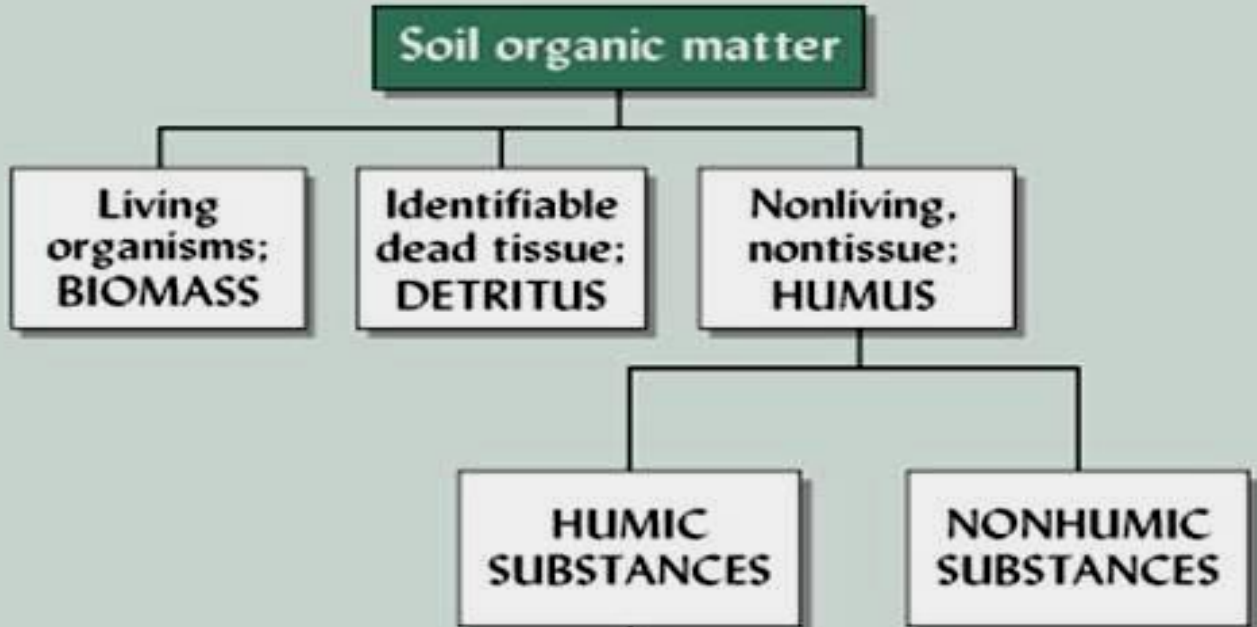 Soil organic matter
Living
organisms;
BIOMASS
Identifiable
dead tissue;
DETRITUS
Nonliving,
nontissue;
HUMUS
HUMIC
SUBSTANCES
NONHUMIC
SUBSTANCES